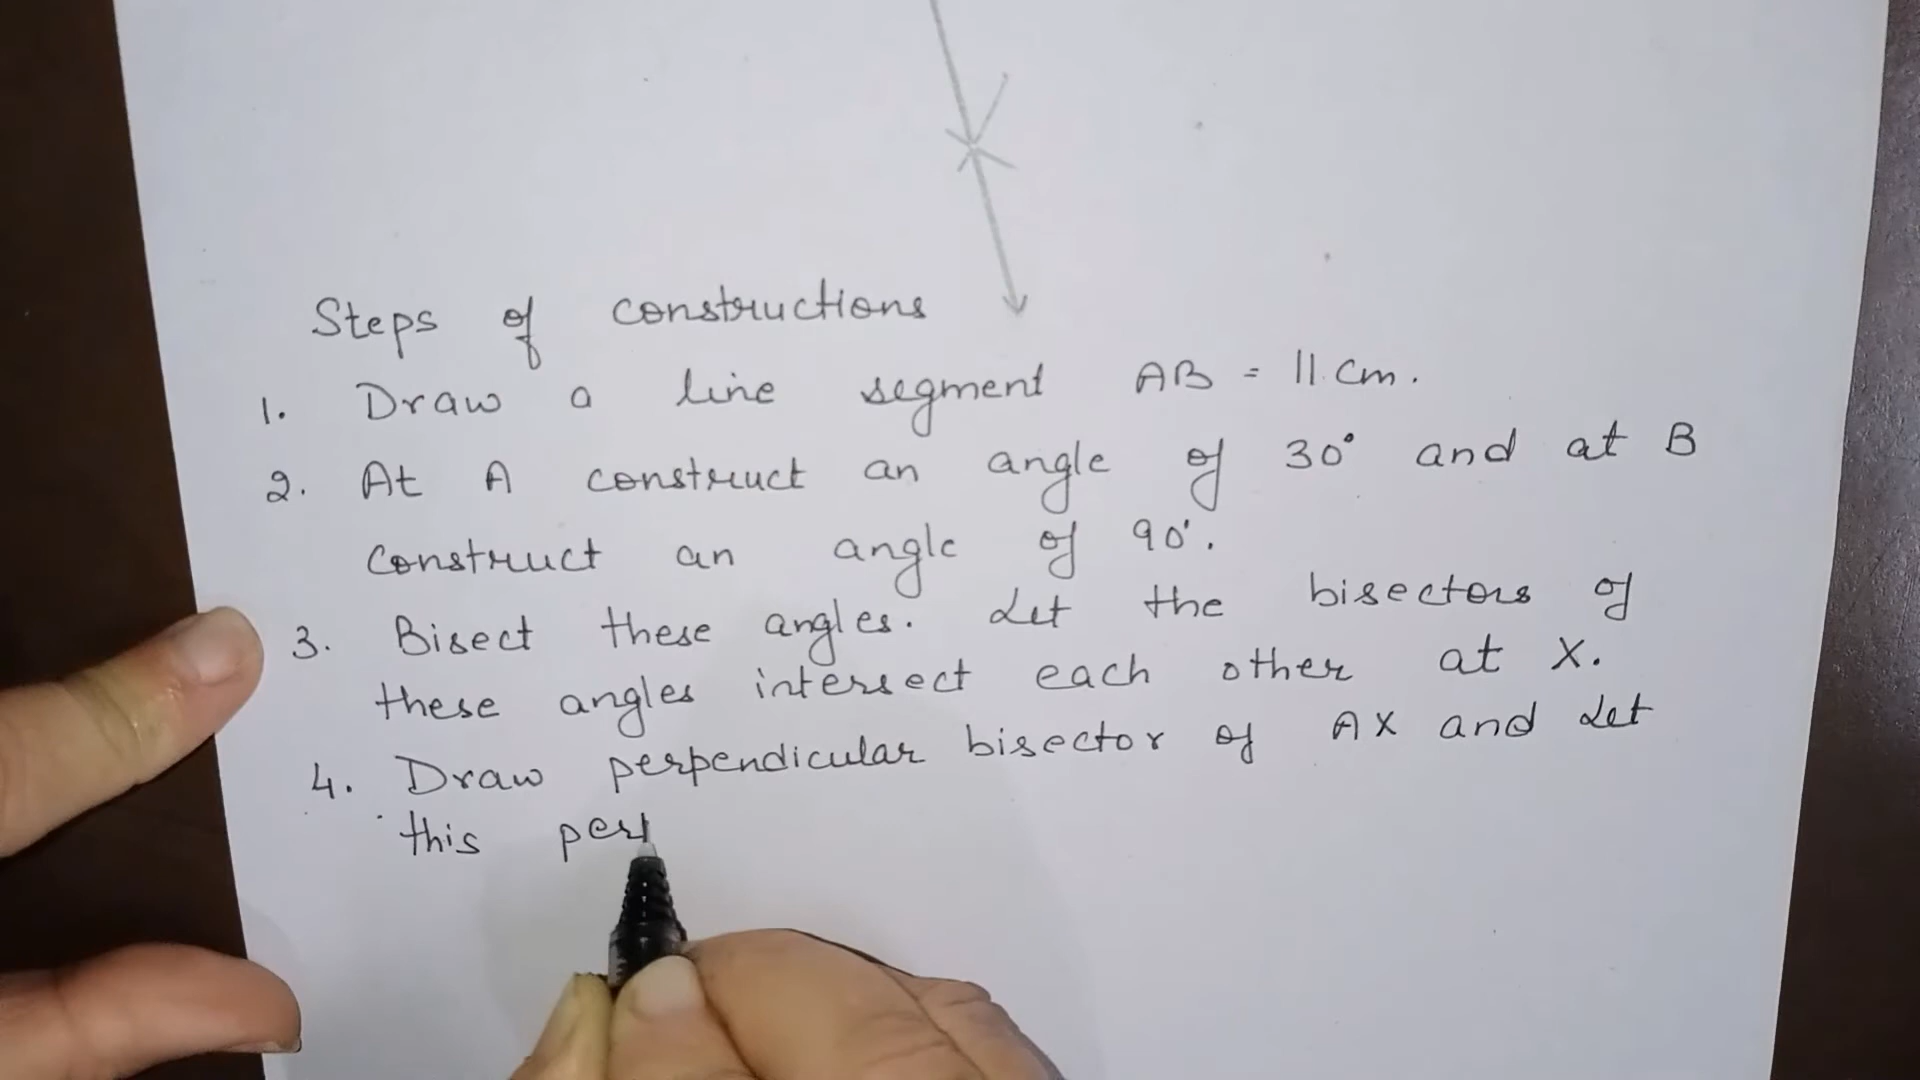 Steps of constructions
1. Draw a line segment AB = 11 cm.
2. At A construct an angle of 30° and at B
construct an angle of 90°.
3. Bisect these angles. Let the bisectors of
these angles intersect each other at X.
4. Draw perpendicular bisector of AX and Let
this per